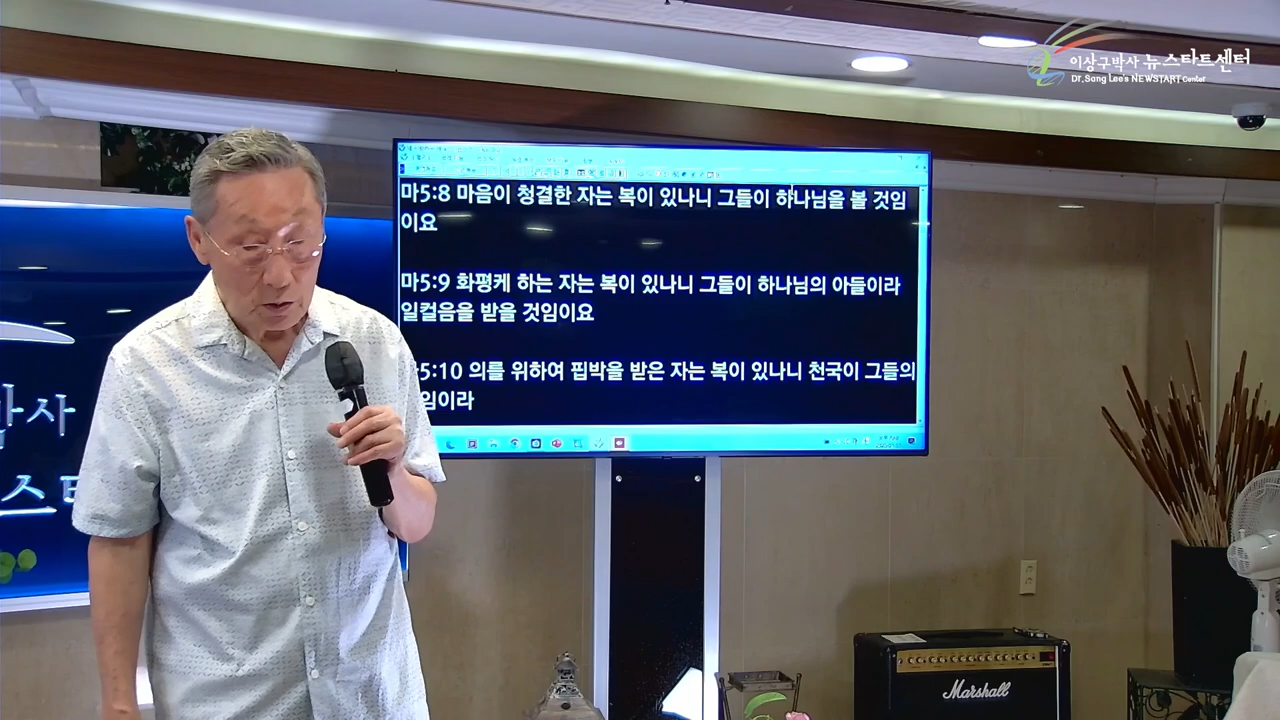 이상구박사 뉴스타트센터
Dr. Sang Lee's NEWSTART Center
마5:8 마음이 청결한 자는 복이 있나니 그들이 하나님을 볼 것임
이요
마5:9 화평케 하는 자는 복이 있나니 그들이 하나님의 아들이라
일컬음을 받을 것임이요
5:10 의를 위하여 핍박을 받은 자는 복이 있나니 천국이 그들의
임이라
박사
스타
Marshall